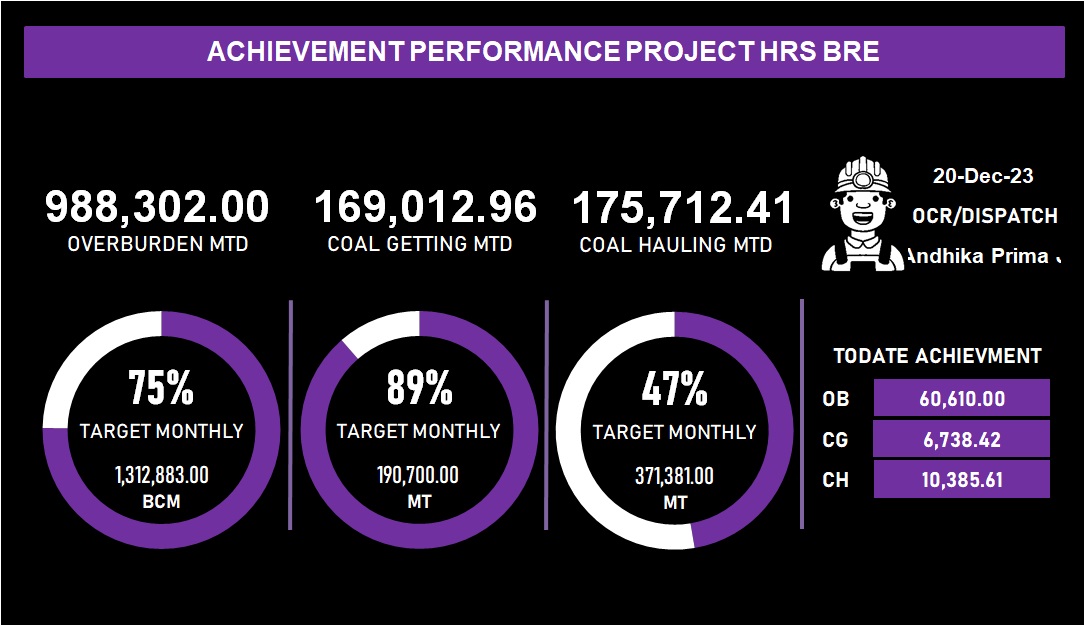 ACHIEVEMENT PERFORMANCE PROJECT HRS BRE
988,302.00
OVERBURDEN MTD
169,012.96
COAL GETTING MTD
175,712.41
COAL HAULING MTD
20-Dec-23
OCR/DISPATCH
Andhika Prima
75%
TARGET MONTHLY
1,312,883.00
BCM
89%
TARGET MONTHLY
190,700.00
MT
47%
TARGET MONTHLY
371,381.00
MT
TODATE ACHIEVMENT
OB 60,610.00
CG 6,738.42
CH 10,385.61